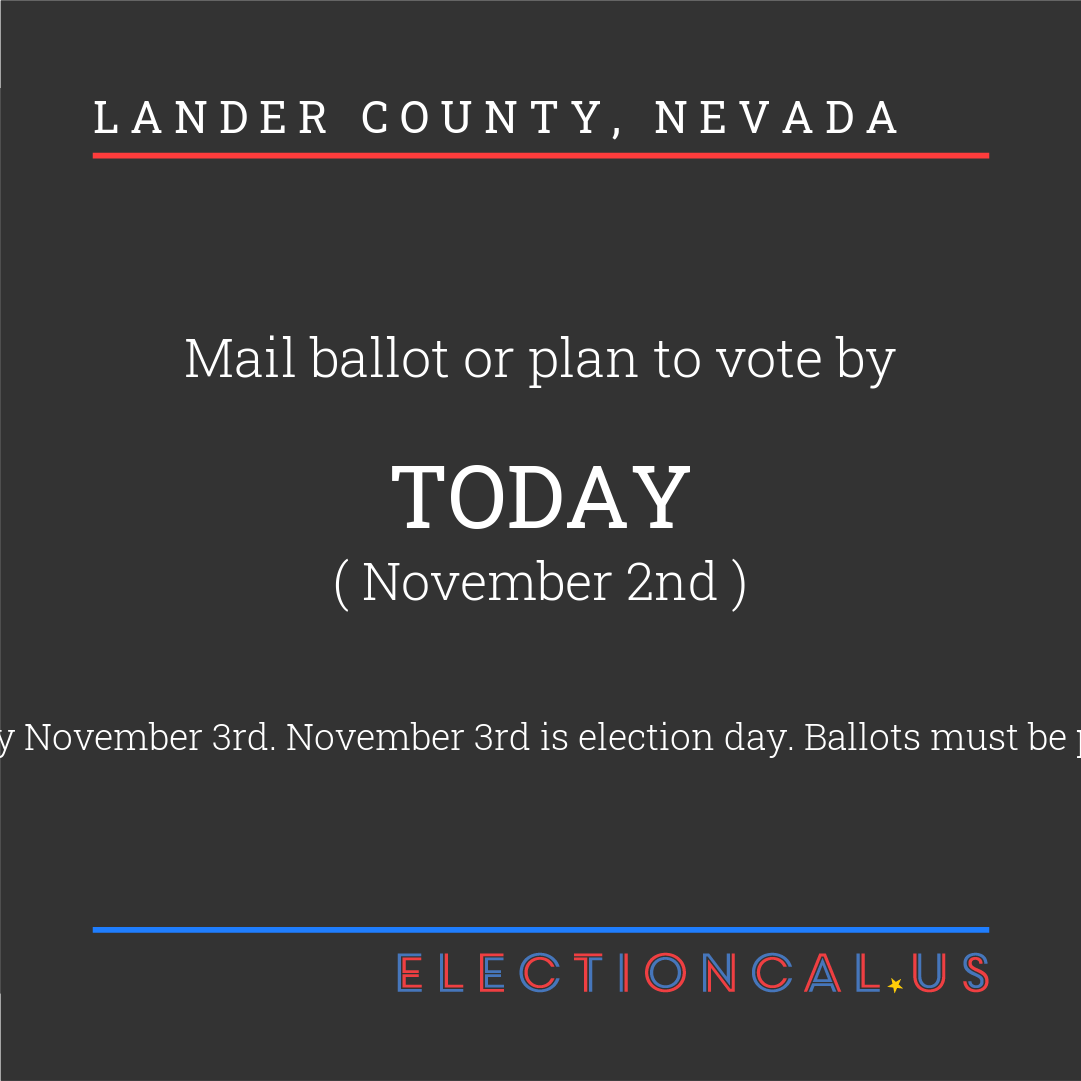 LANDER COUNTY, NEVADA
Mail ballot or plan to vote by
TODAY
( November 2nd )
November 3rd. November 3rd is election day. Ballots must be
ELECTIONCAL.US